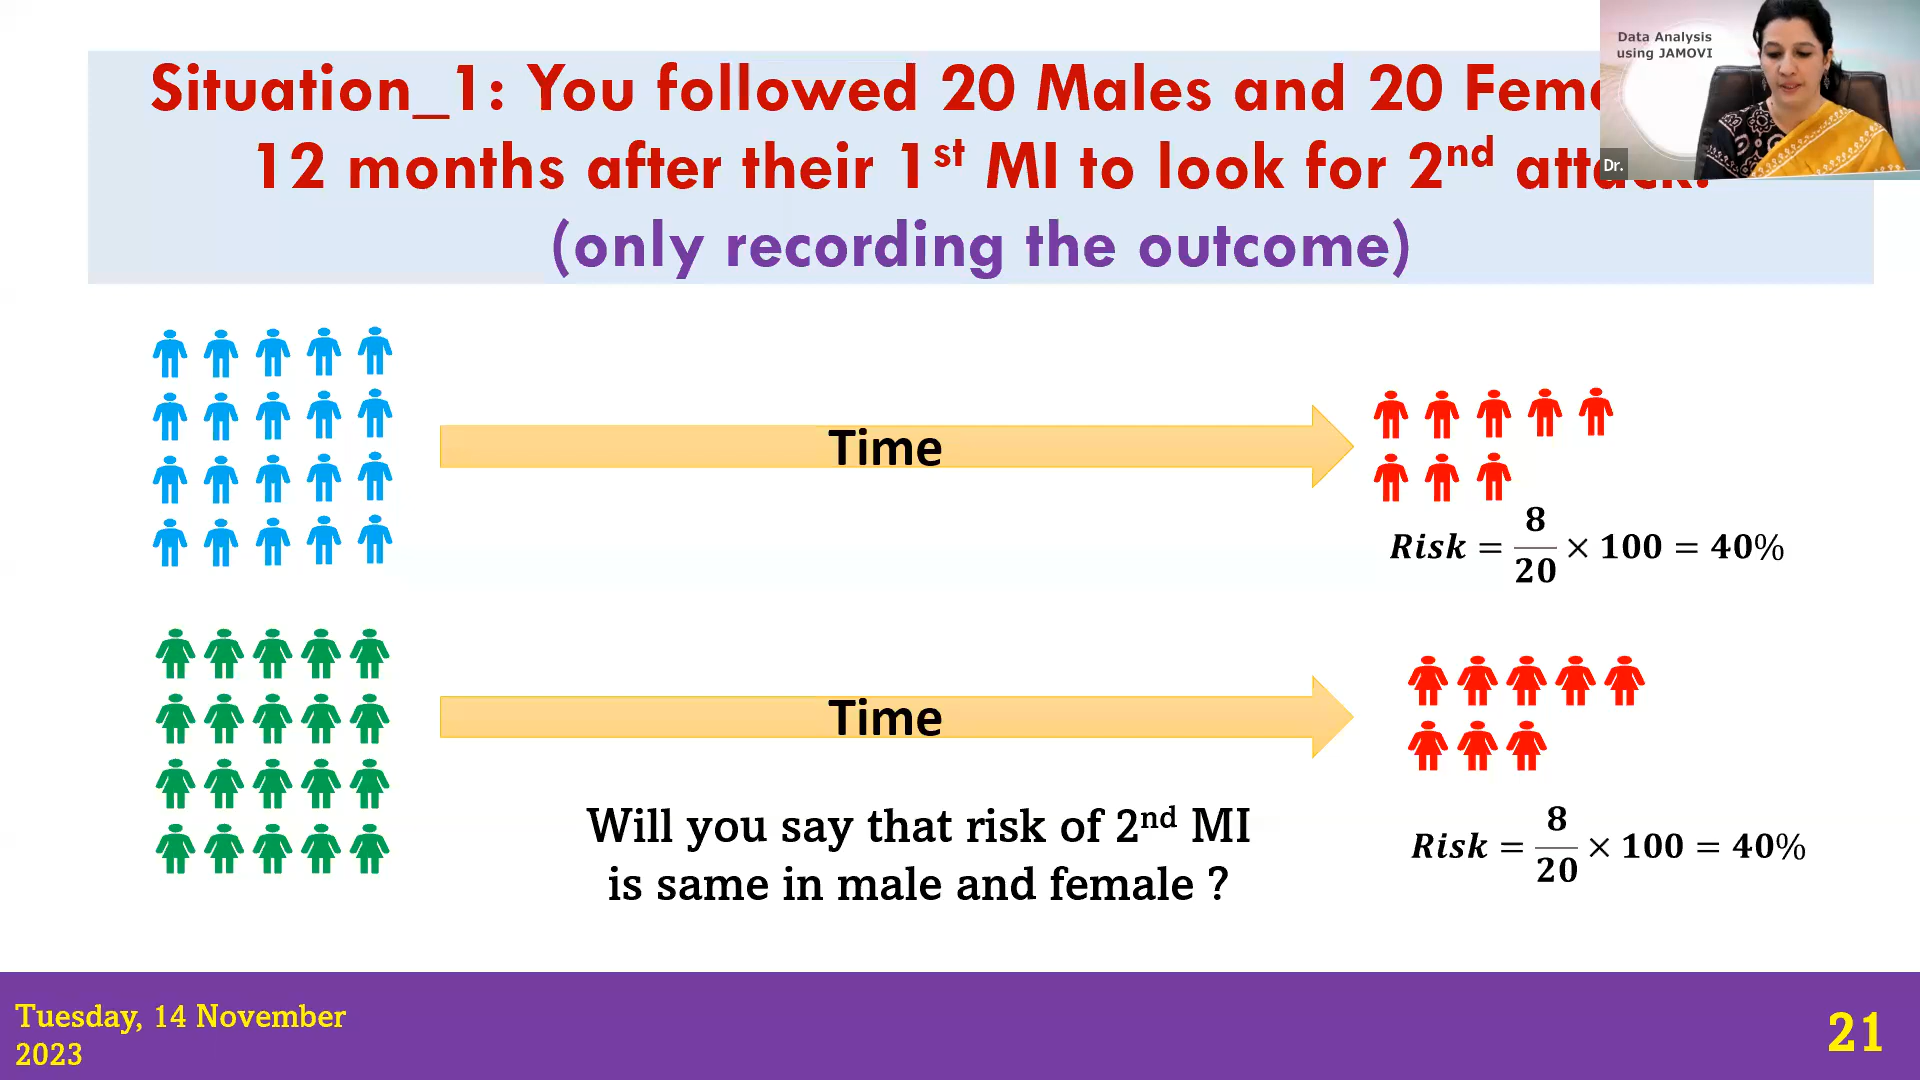 Data Analysis
using JAMOVI
Dr.
Situation_1: You followed 20 Males and 20
12 months after their 1st MI to look for 2nd
(only recording the outcome)
Time
Risk = 8/20 × 100 = 40%
Time
Will you say that risk of 2nd MI
is same in male and female ?
Risk = 8/20 × 100 = 40%
Tuesday, 14 November
2023
21